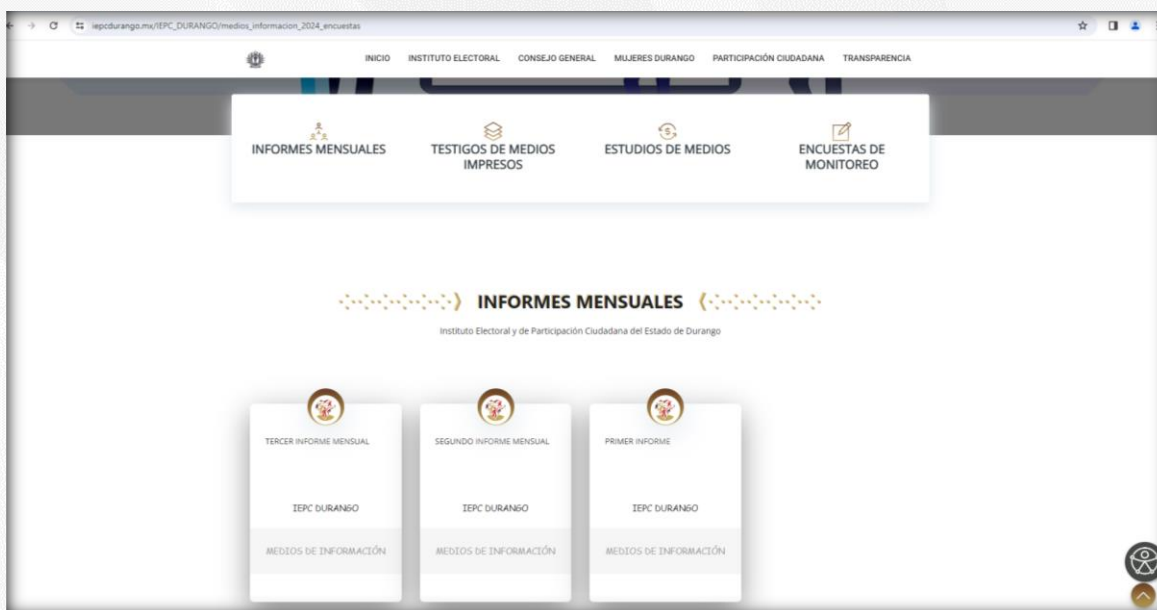 iepcdurango.mx/IEPC_DURANGO/medios_informacion_2024_encuestas
INICIO INSTITUTO ELECTORAL CONSEJO GENERAL MUJERES DURANGO PARTICIPACIÓN CIUDADANA TRANSPARENCIA
INFORMES MENSUALES
TESTIGOS DE MEDIOS
IMPRESOS
ESTUDIOS DE MEDIOS
ENCUESTAS DE
MONITOREO
INFORMES MENSUALES
Instituto Electoral y de Participación Ciudadana del Estado de Durango
TERCER INFORME MENSUAL
IEPC DURANGO
MEDIOS DE INFORMACIÓN
SEGUNDO INFORME MENSUAL
IEPC DURANGO
MEDIOS DE INFORMACIÓN
PRIMER INFORME
IEPC DURANGO
MEDIOS DE INFORMACIÓN